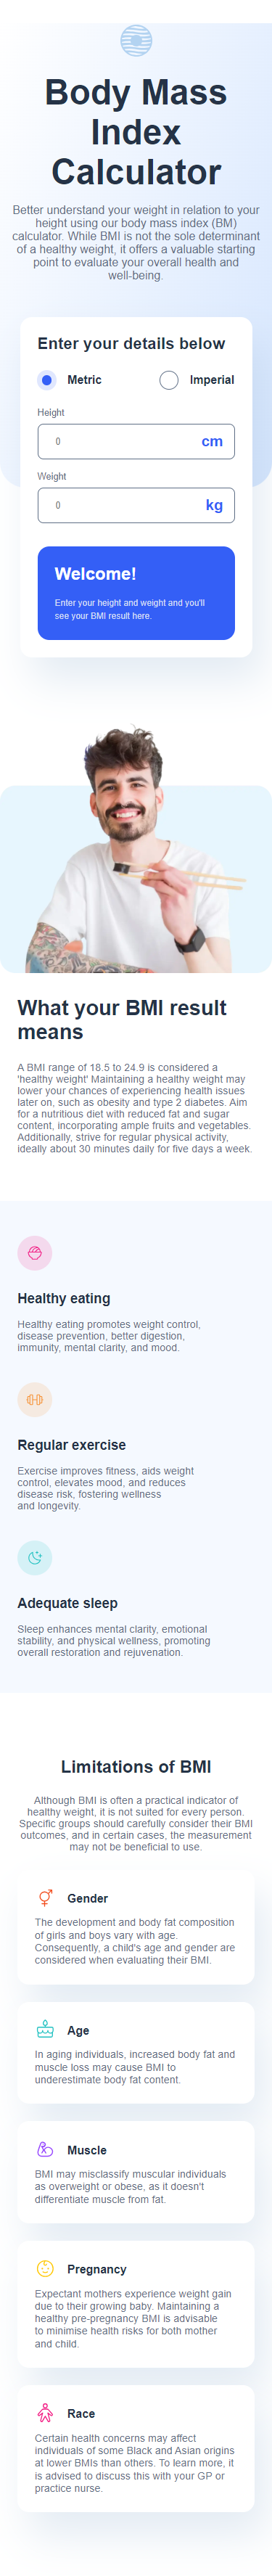 Body Mass
Index
Calculator
Better understand your weight in relation to your
height using our body mass index (BM)
calculator. While BMI is not the sole determinant
of a healthy weight, it offers a valuable starting
point to evaluate your overall health and
well-being.
Enter your details below
Metric Imperial
Height
0 cm
Weight
0 kg
Welcome!
Enter your height and weight and you'll
see your BMI result here.
What your BMI result
means
A BMI range of 18.5 to 24.9 is considered a
'healthy weight' Maintaining a healthy weight may
lower your chances of experiencing health issues
later on, such as obesity and type 2 diabetes. Aim
for a nutritious diet with reduced fat and sugar
content, incorporating ample fruits and vegetables.
Additionally, strive for regular physical activity,
ideally about 30 minutes daily for five days a week.
Healthy eating
Healthy eating promotes weight control,
disease prevention, better digestion,
immunity, mental clarity, and mood.
Regular exercise
Exercise improves fitness, aids weight
control, elevates mood, and reduces
disease risk, fostering wellness
and longevity.
Adequate sleep
Sleep enhances mental clarity, emotional
stability, and physical wellness, promoting
overall restoration and rejuvenation.
Limitations of BMI
Although BMI is often a practical indicator of
healthy weight, it is not suited for every person.
Specific groups should carefully consider their BMI
outcomes, and in certain cases, the measurement
may not be beneficial to use.
Gender
The development and body fat composition
of girls and boys vary with age.
Consequently, a child's age and gender are
considered when evaluating their BMI.
Age
In aging individuals, increased body fat and
muscle loss may cause BMI to
underestimate body fat content.
Muscle
BMI may misclassify muscular individuals
as overweight or obese, as it doesn't
differentiate muscle from fat.
Pregnancy
Expectant mothers experience weight gain
due to their growing baby. Maintaining a
healthy pre-pregnancy BMI is advisable
to minimise health risks for both mother
and child.
Race
Certain health concerns may affect
individuals of some Black and Asian origins
at lower BMIs than others. To learn more, it
is advised to discuss this with your GP or
practice nurse.